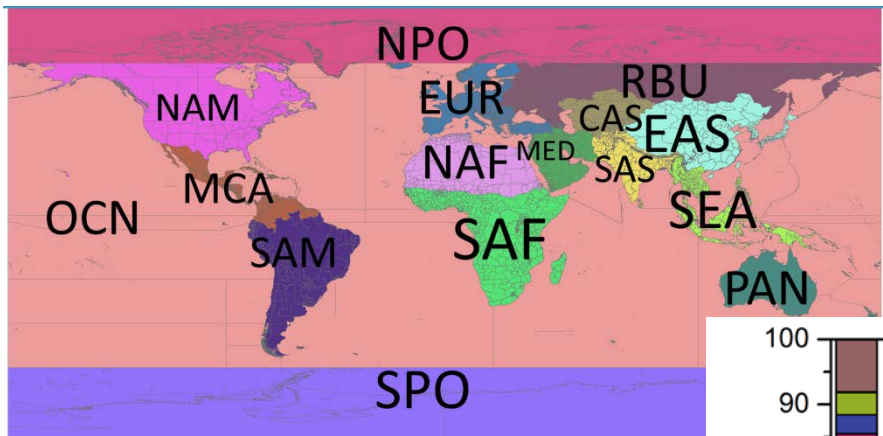 NPO
RBU
NAM
EUR
CAS
EAS
NAF
MED
SAS
MCA
OCN
SEA
SAM
SAF
PAN
100
90
SPO